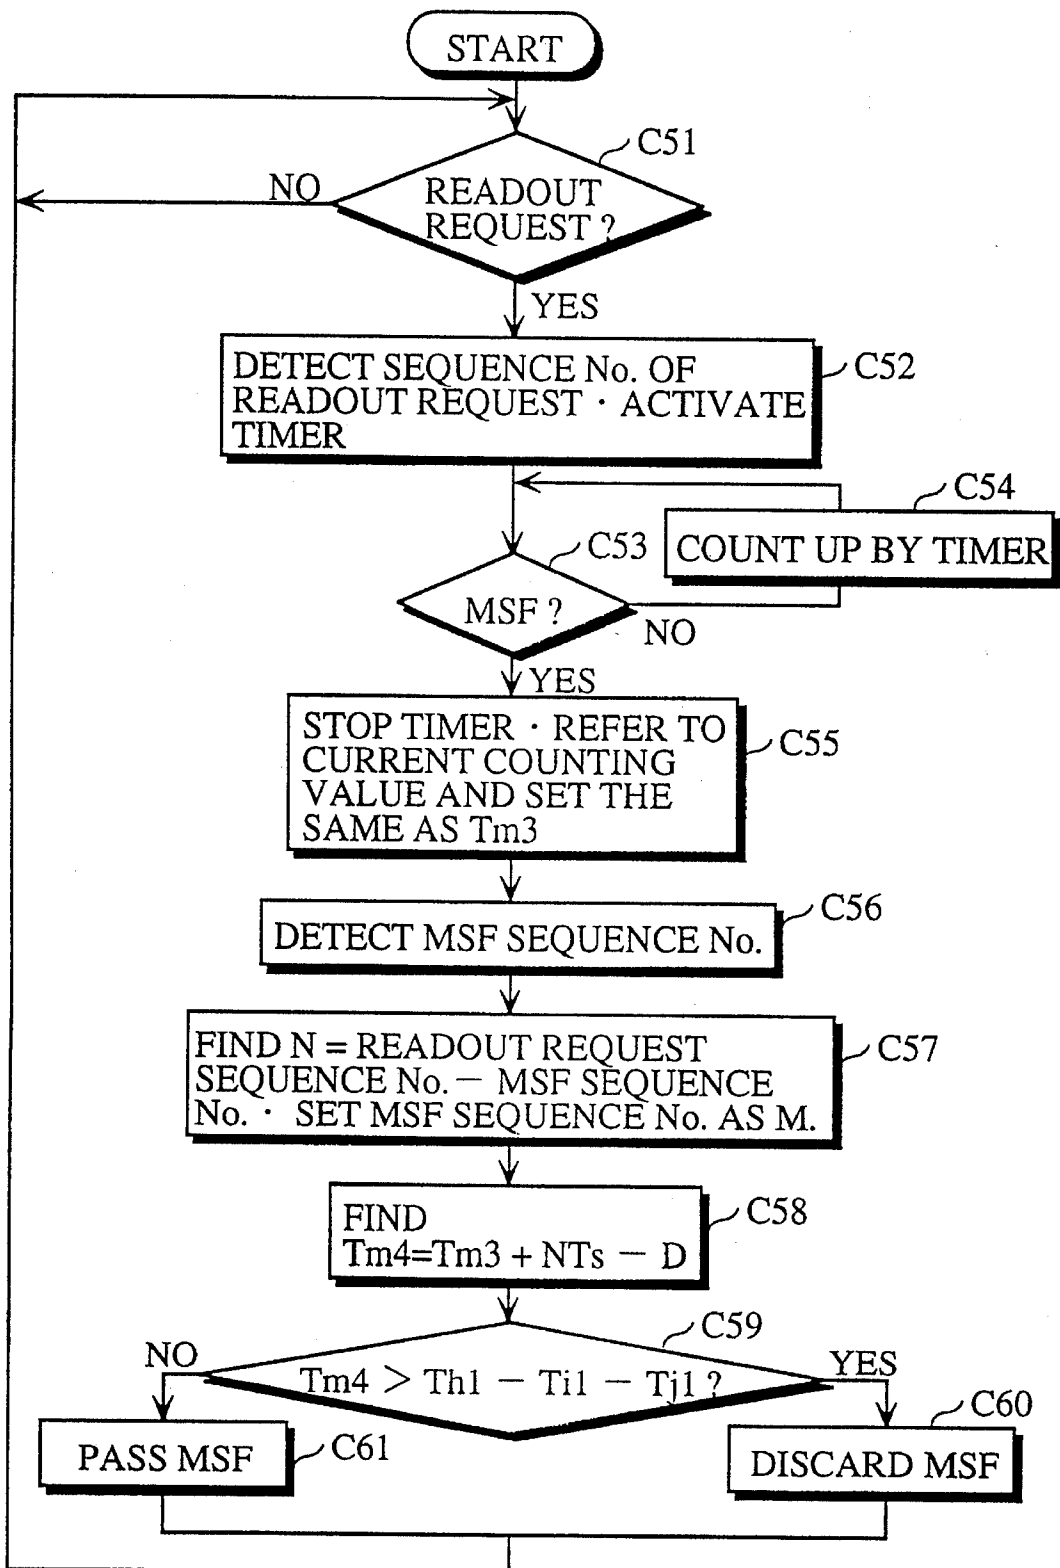 START
C51
NO
READOUT
REQUEST ?
YES
C52
DETECT SEQUENCE No. OF
READOUT REQUEST · ACTIVATE
TIMER
C54
COUNT UP BY TIMER
C53
MSF ?
NO
YES
C55
STOP TIMER · REFER TO
CURRENT COUNTING
VALUE AND SET THE
SAME AS Tm3
C56
DETECT MSF SEQUENCE No.
C57
FIND N = READOUT REQUEST
SEQUENCE No. − MSF SEQUENCE
No. · SET MSF SEQUENCE No. AS M.
C58
FIND
Tm4=Tm3 + NTs − D
C59
NO
Tm4 > Th1 − Ti1 − Tj1 ?
YES
C61
PASS MSF
C60
DISCARD MSF